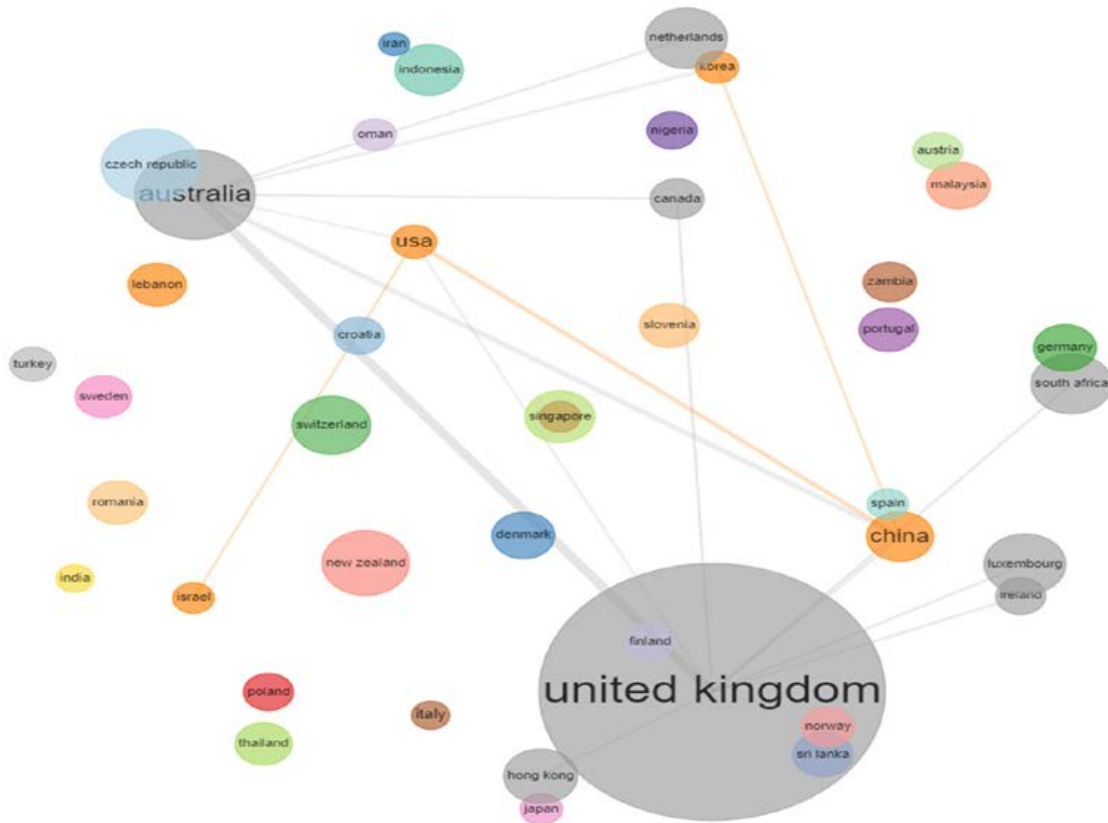 netherlands
iran
indonesia
korea
oman
nigeria
austria
czech republic
malaysia
australia
canada
usa
lebanon
zambia
slovenia
portugal
croatia
germany
turkey
south africa
sweden
singapore
switzerland
romania
spain
denmark
china
new zealand
luxembourg
india
israel
ireland
finland
united kingdom
poland
italy
norway
thailand
sri lanka
hong kong
japan